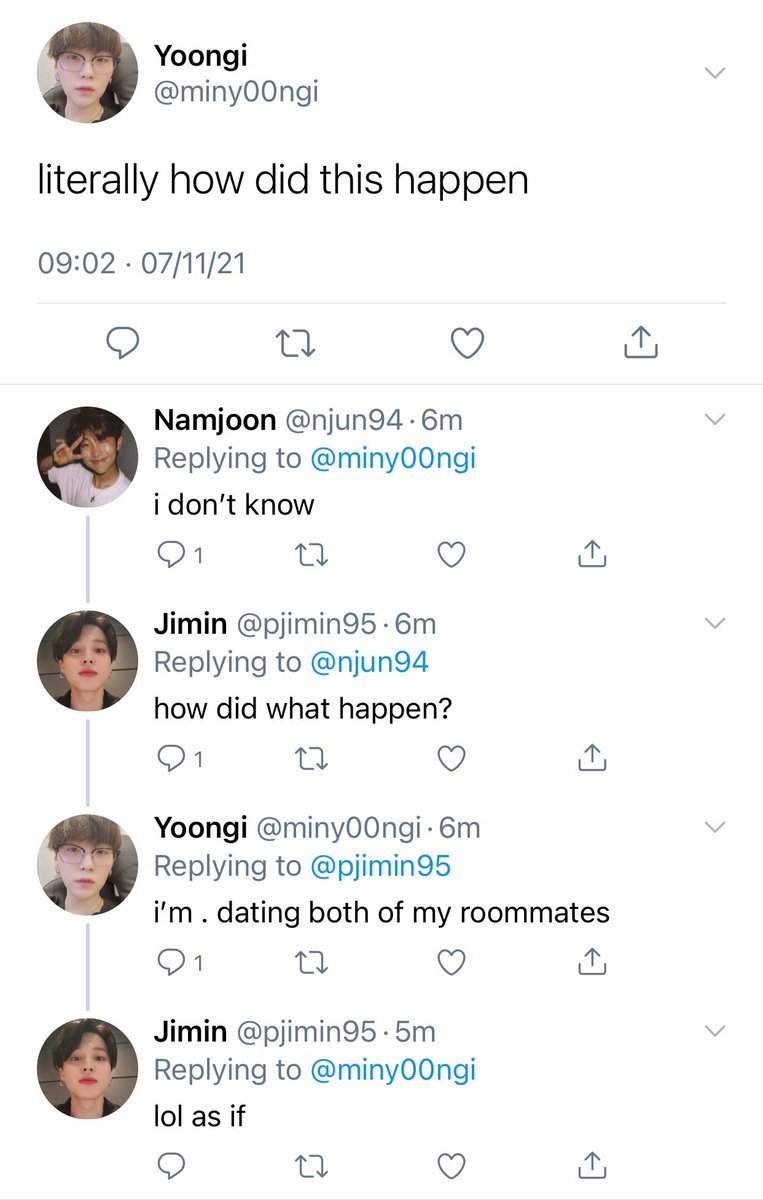 Yoongi
@miny00ngi
literally how did this happen
09:02 · 07/11/21
Namjoon @njun94 · 6m
Replying to @miny00ngi
i don’t know
1
Jimin @pjimin95 · 6m
Replying to @njun94
how did what happen?
1
Yoongi @miny00ngi · 6m
Replying to @pjimin95
i’m . dating both of my roommates
1
Jimin @pjimin95 · 5m
Replying to @miny00ngi
lol as if